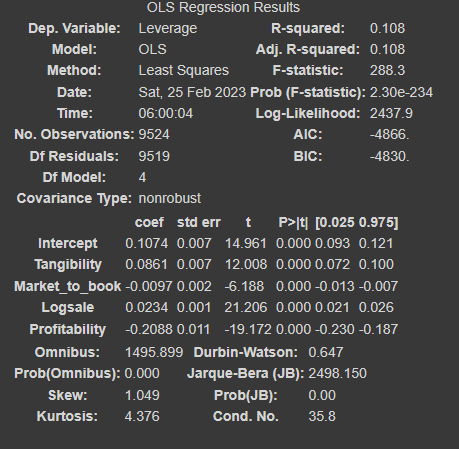 OLS Regression Results
Dep. Variable: Leverage R-squared: 0.108
Model: OLS Adj. R-squared: 0.108
Method: Least Squares F-statistic: 288.3
Date: Sat, 25 Feb 2023 Prob (F-statistic): 2.30e-234
Time: 06:00:04 Log-Likelihood: 2437.9
No. Observations: 9524 AIC: -4866.
Df Residuals: 9519 BIC: -4830.
Df Model: 4
Covariance Type: nonrobust
coef std err t P>|t| [0.025 0.975]
Intercept 0.1074 0.007 14.961 0.000 0.093 0.121
Tangibility 0.0861 0.007 12.008 0.000 0.072 0.100
Market_to_book -0.0097 0.002 -6.188 0.000 -0.013 -0.007
Logsale 0.0234 0.001 21.206 0.000 0.021 0.026
Profitability -0.2088 0.011 -19.172 0.000 -0.230 -0.187
Omnibus: 1495.899 Durbin-Watson: 0.647
Prob(Omnibus): 0.000 Jarque-Bera (JB): 2498.150
Skew: 1.049 Prob(JB): 0.00
Kurtosis: 4.376 Cond. No. 35.8